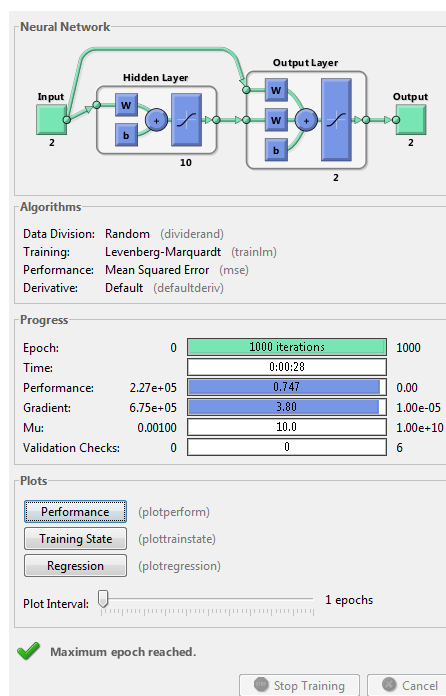 Neural Network
Hidden Layer
Output Layer
Input
Output
W
b
+
W
W
b
+
2
10
2
2
Algorithms
Data Division: Random (dividerand)
Training: Levenberg-Marquardt (trainlm)
Performance: Mean Squared Error (mse)
Derivative: Default (defaultderiv)
Progress
Epoch: 0 1000 iterations 1000
Time: 0:00:28
Performance: 2.27e+05 0.747 0.00
Gradient: 6.75e+05 3.80 1.00e-05
Mu: 0.00100 10.0 1.00e+10
Validation Checks: 0 0 6
Plots
Performance (plotperform)
Training State (plottrainstate)
Regression (plotregression)
Plot Interval: 1 epochs
Maximum epoch reached.
Stop Training Cancel